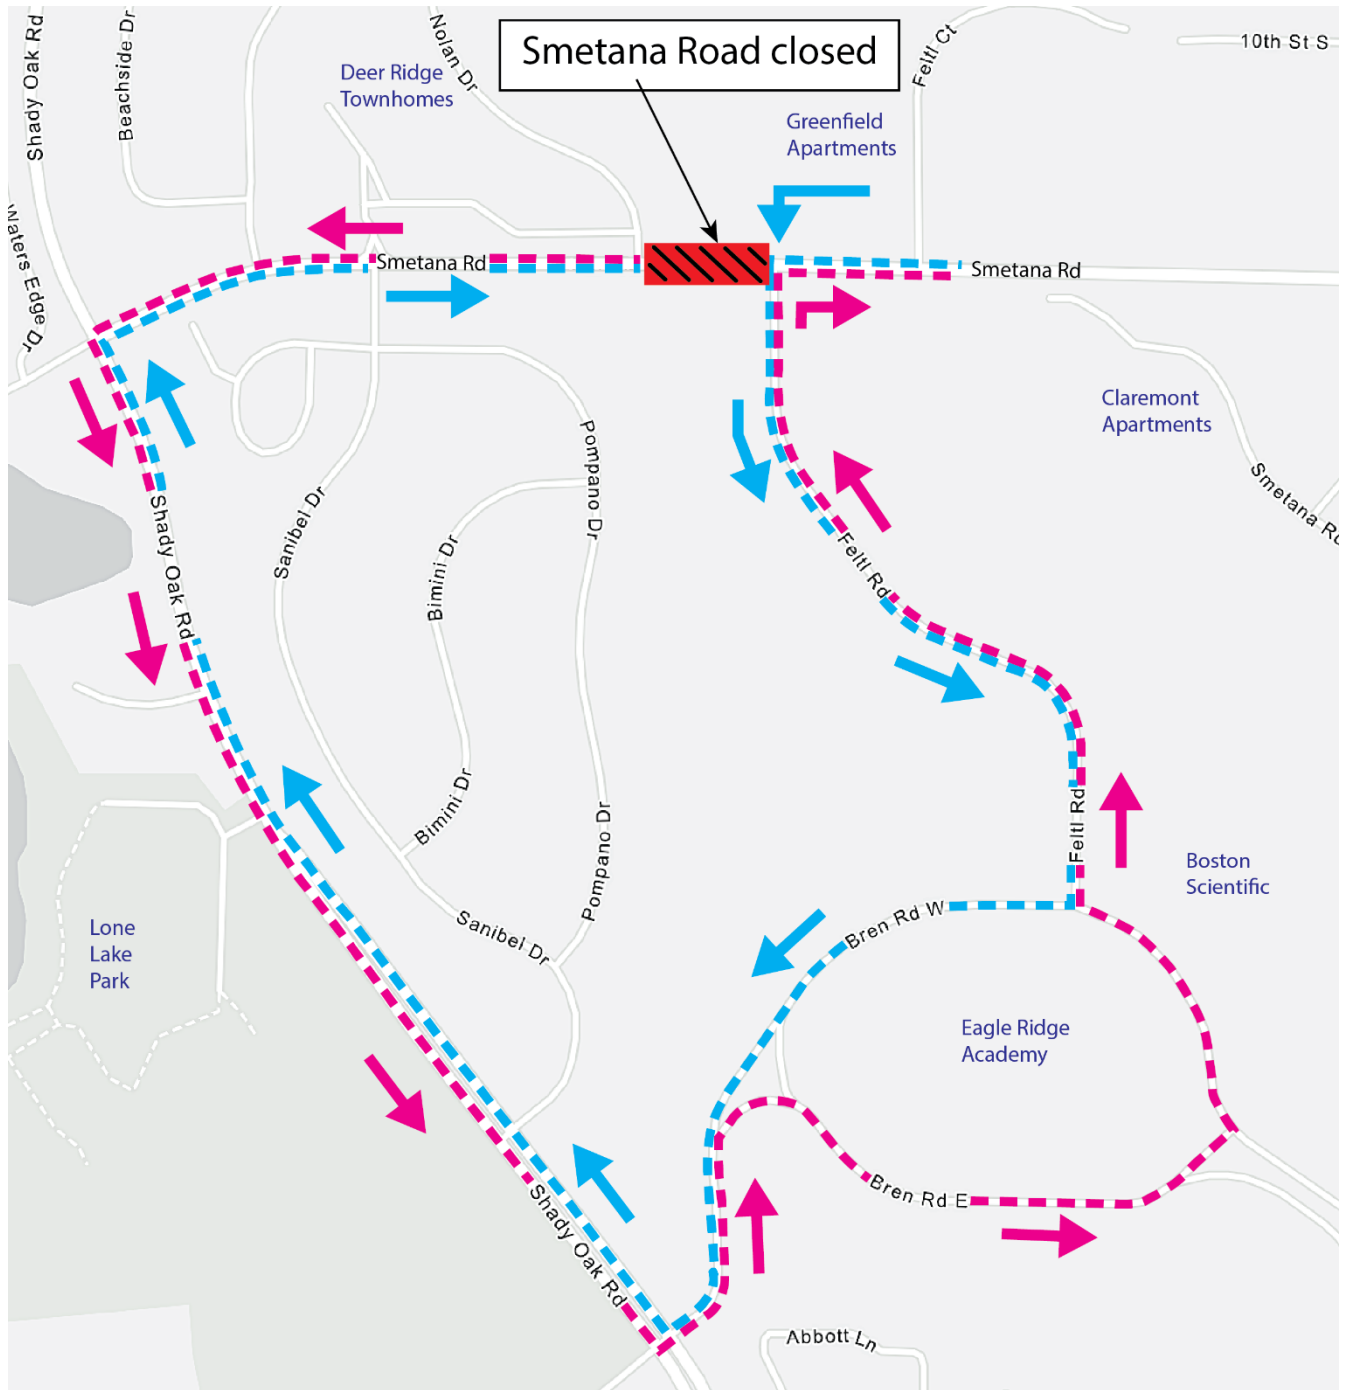 Shady Oak Rd
Beachside Dr
Nolan Dr
Smetana Road closed
Feltl Ct
10th St S
Deer Ridge
Townhomes
Greenfield
Apartments
Waters Edge Dr
Smetana Rd
Smetana Rd
Claremont
Apartments
Smetana Rd
Pompano Dr
Sanibel Dr
Bimini Dr
Shady Oak Rd
Feltl Rd
Bimini Dr
Pompano Dr
Feltl Rd
Boston
Scientific
Bren Rd W
Sanibel Dr
Lone
Lake
Park
Eagle Ridge
Academy
Bren Rd E
Shady Oak Rd
Abbott Ln